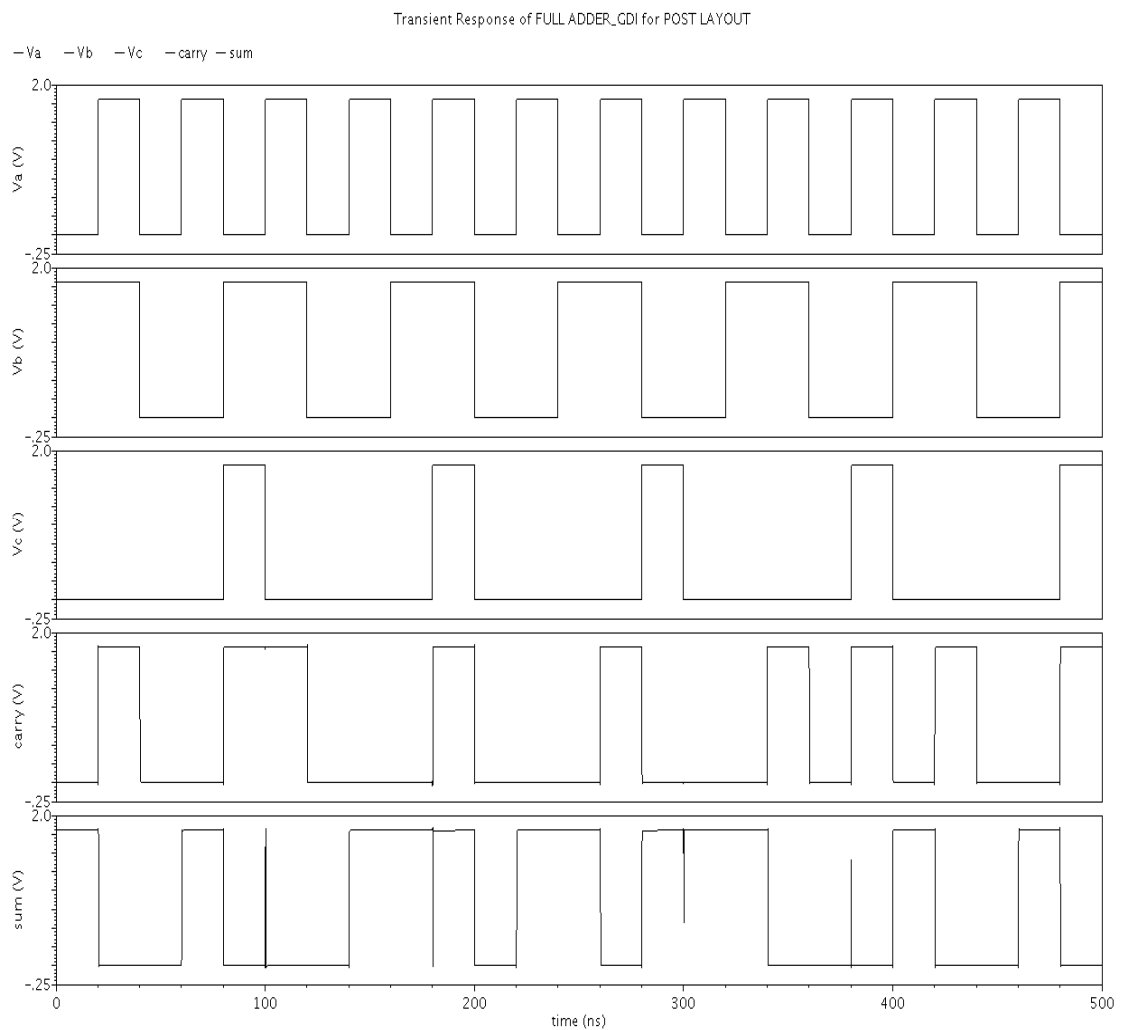 Transient Response of FULL ADDER_GDI for POST LAYOUT
Va Vb Vc carry sum
2.0
Va (V)
-.25
2.0
Vb (V)
-.25
2.0
Vc (V)
-.25
2.0
carry (V)
-.25
2.0
sum (V)
-.25
0 100 200 300 400 500
time (ns)